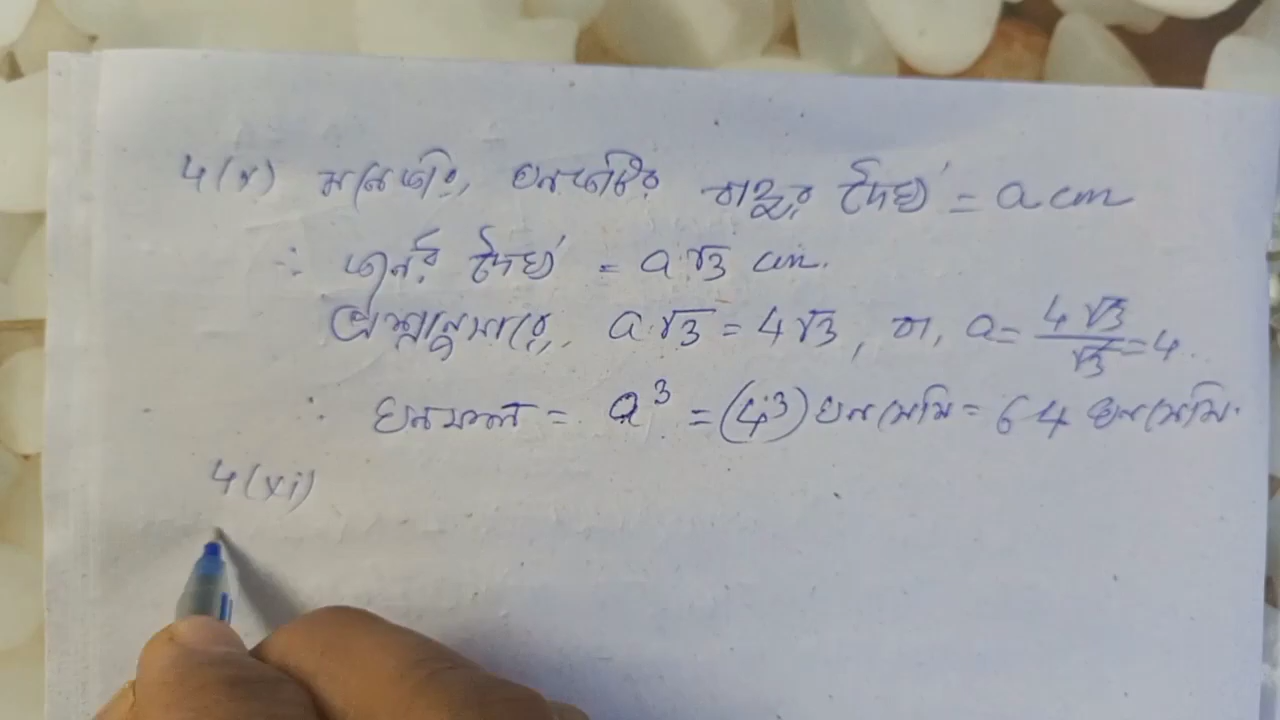 4(x) মনেকরি, ঘনকটির বাহুর দৈর্ঘ্য = a cm
∴ কর্ণের দৈর্ঘ্য = a√3 cm.
প্রশ্নানুসারে, a√3 = 4√3, বা, a = 4√3/√3 = 4.
∴ ঘনফল = a³ = (4³) ঘনসেমি = 64 ঘনসেমি.
4(xi)